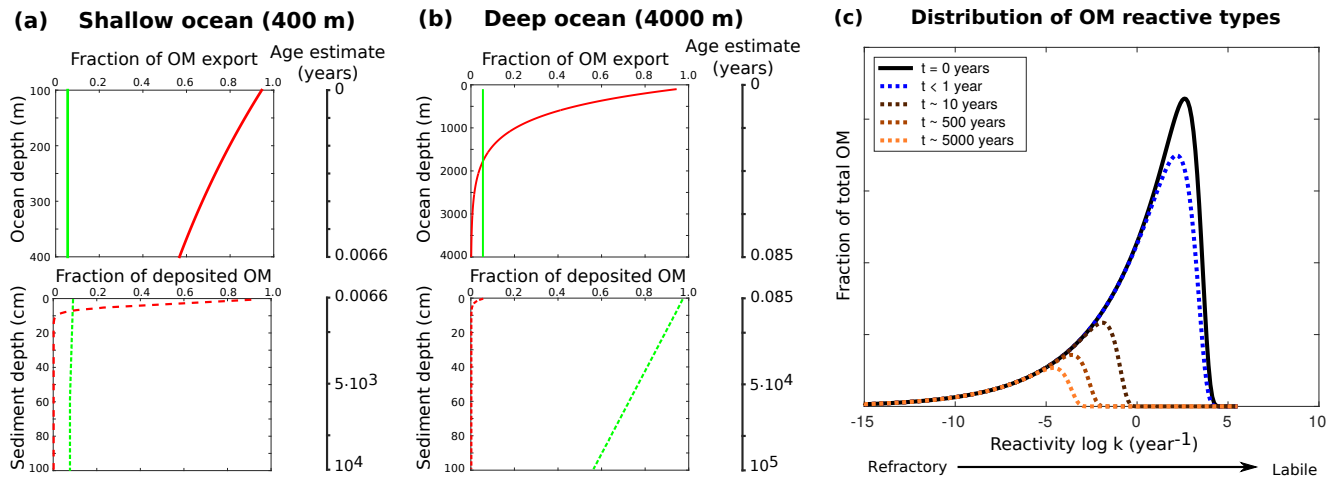 (a) Shallow ocean (400 m)
Fraction of OM export
Age estimate
(years)
0 0.2 0.4 0.6 0.8 1.0
Ocean depth (m)
100
200
300
400
0
0.0066
Fraction of deposited OM
0 0.2 0.4 0.6 0.8 1.0
Sediment depth (cm)
0
20
40
60
80
100
0.0066
5·10³
10⁴
(b) Deep ocean (4000 m)
Fraction of OM export
Age estimate
(years)
0 0.2 0.4 0.6 0.8 1.0
Ocean depth (m)
0
1000
2000
3000
4000
0
0.085
Fraction of deposited OM
0 0.2 0.4 0.6 0.8 1.0
Sediment depth (cm)
0
20
40
60
80
100
0.085
5·10⁴
10⁵
(c) Distribution of OM reactive types
t = 0 years
t < 1 year
t ~ 10 years
t ~ 500 years
t ~ 5000 years
Fraction of total OM
-15 -10 -5 0 5 10
Reactivity log k (year⁻¹)
Refractory Labile